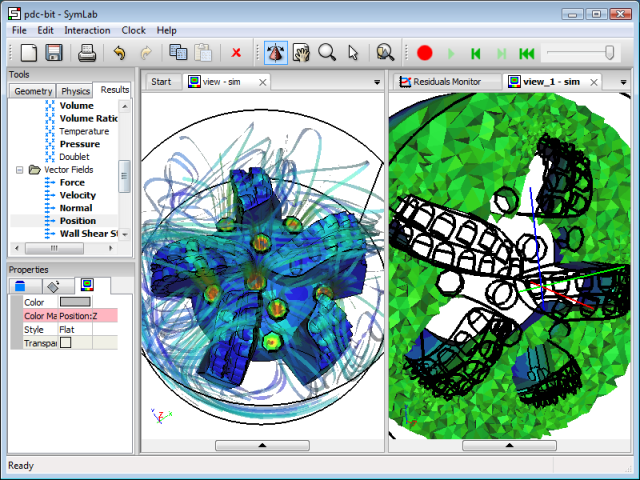 pdc-bit - SymLab
File Edit Interaction Clock Help
Tools
Geometry Physics Results
Volume
Volume Ratio
Temperature
Pressure
Doublet
Vector Fields
Force
Velocity
Normal
Position
Wall Shear St
Properties
Color
Color Ma Position:Z
Style Flat
Transpar
Start view - sim
Residuals Monitor view_1 - sim
Y X
Ready